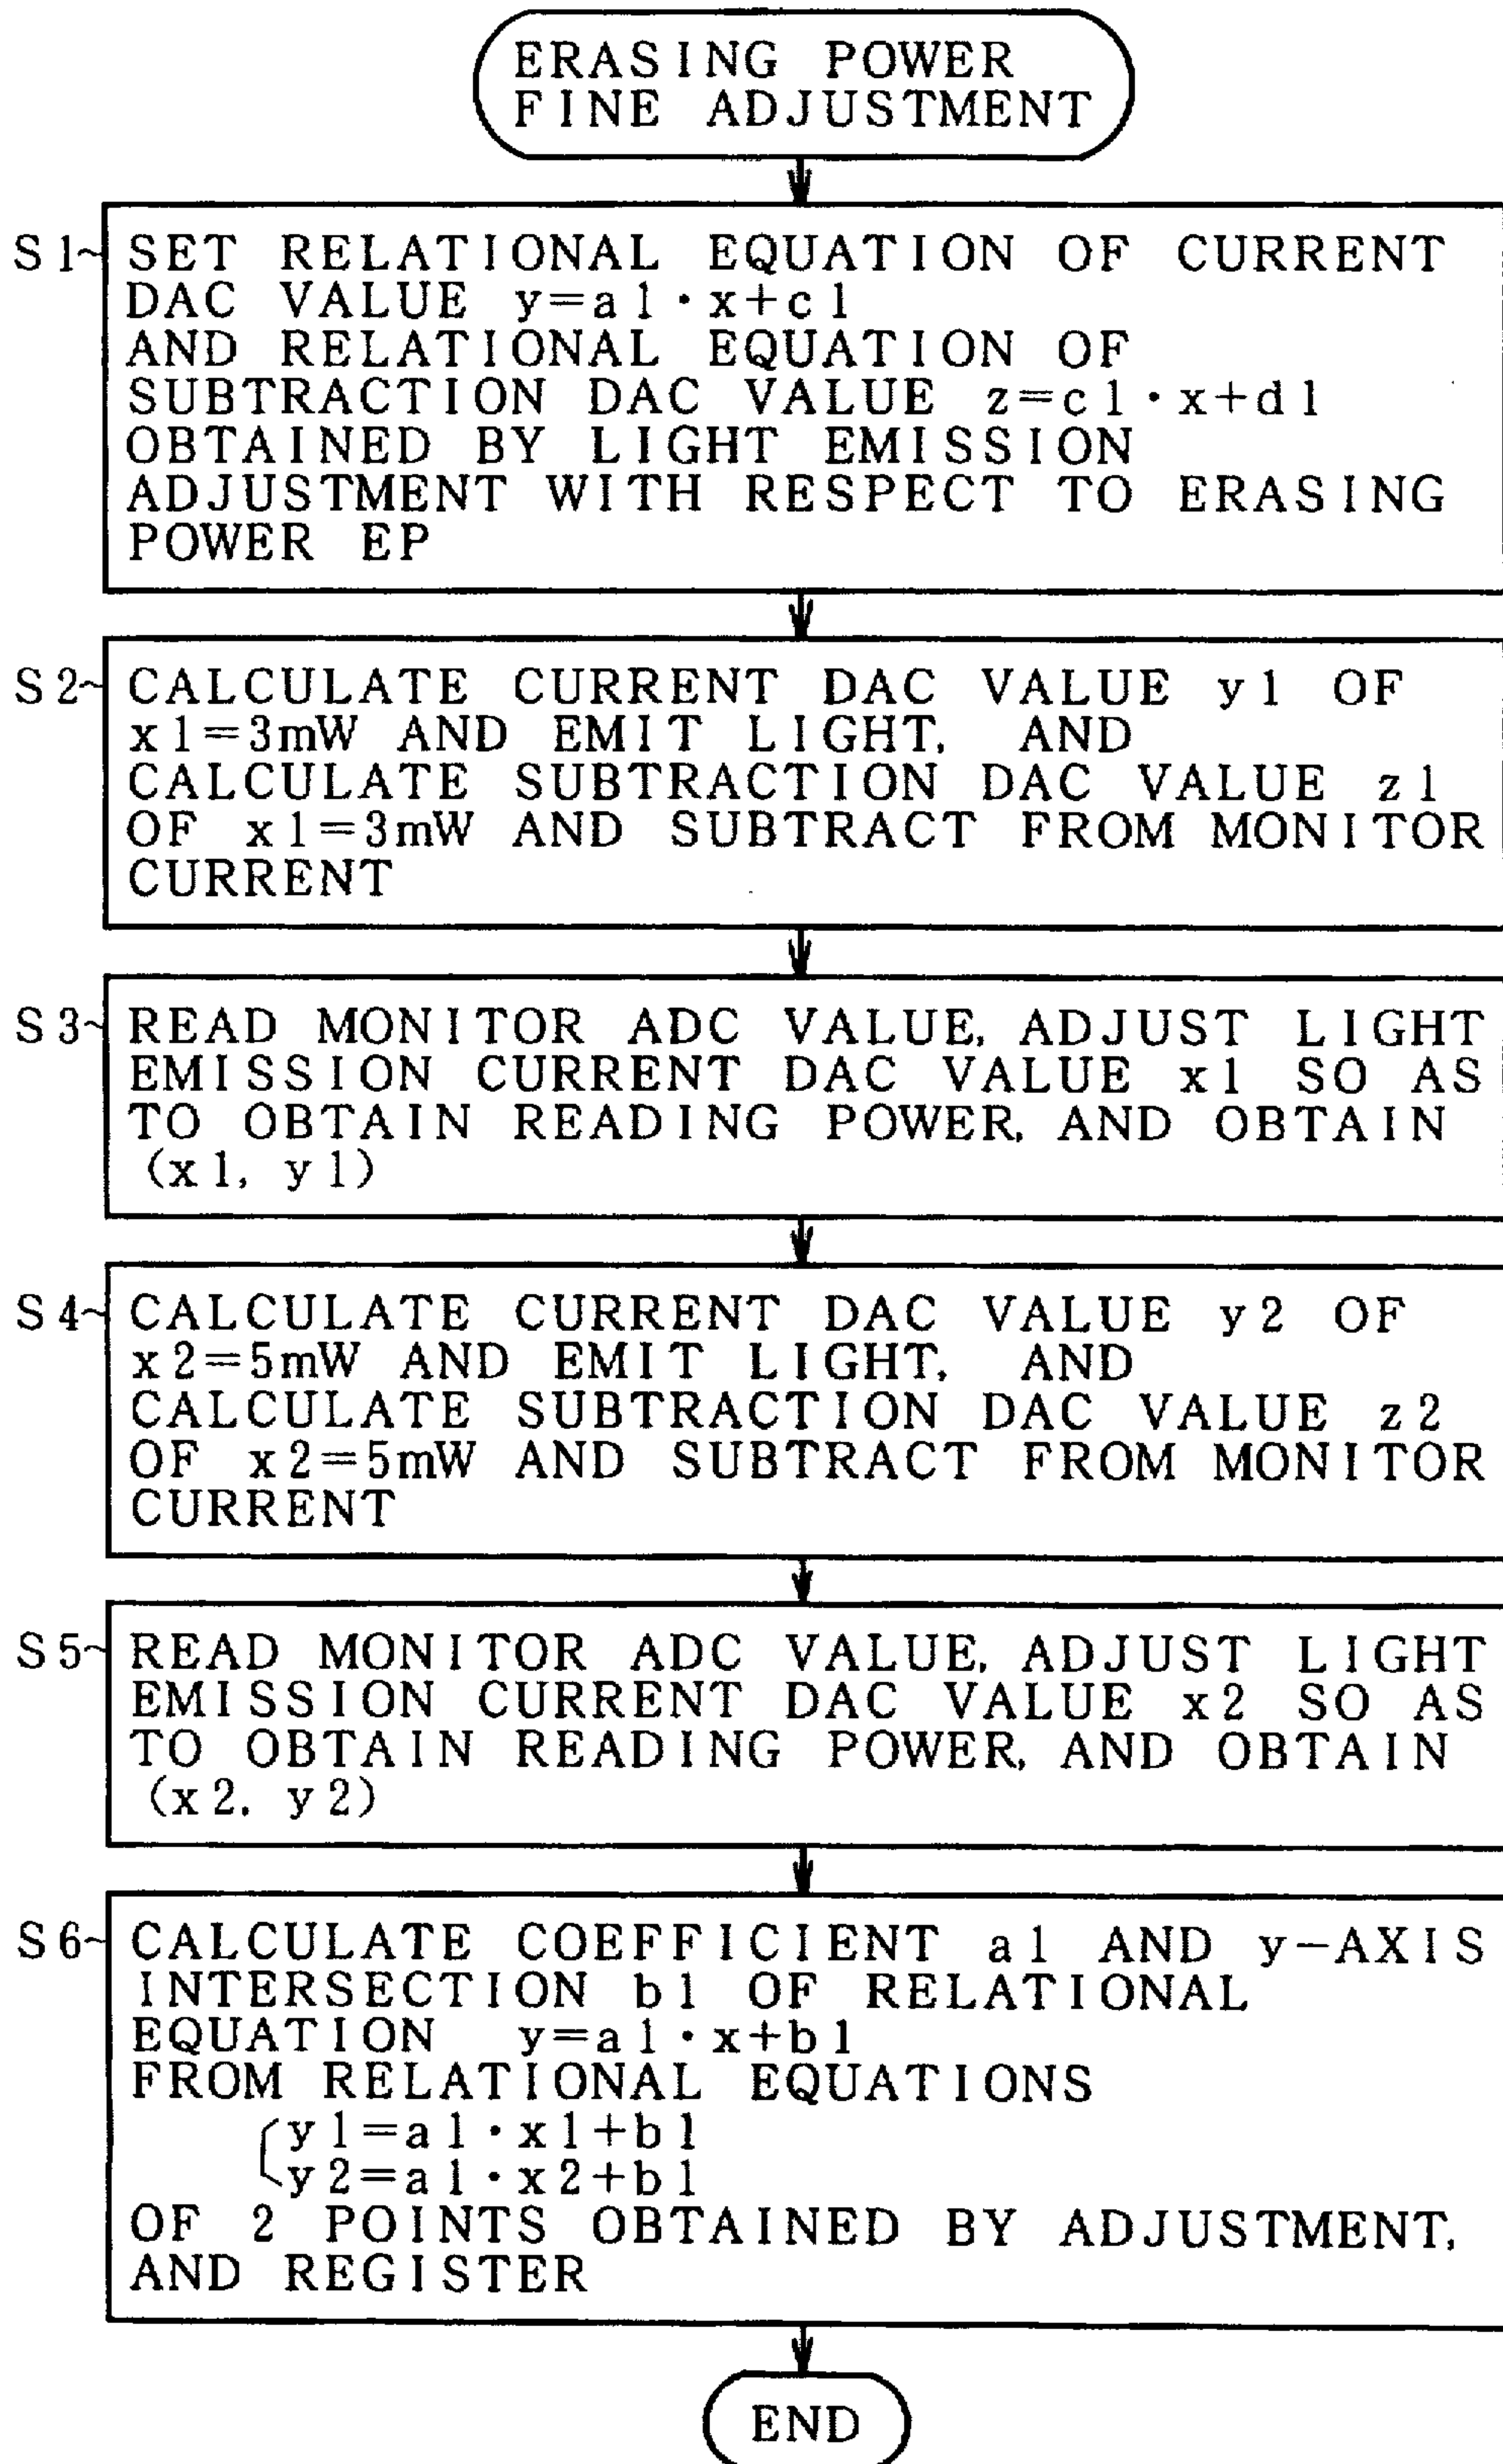 ERASING POWER
FINE ADJUSTMENT
S1~ SET RELATIONAL EQUATION OF CURRENT
DAC VALUE y=a1・x+c1
AND RELATIONAL EQUATION OF
SUBTRACTION DAC VALUE z=c1・x+d1
OBTAINED BY LIGHT EMISSION
ADJUSTMENT WITH RESPECT TO ERASING
POWER EP
S2~ CALCULATE CURRENT DAC VALUE y1 OF
x1=3mW AND EMIT LIGHT, AND
CALCULATE SUBTRACTION DAC VALUE z1
OF x1=3mW AND SUBTRACT FROM MONITOR
CURRENT
S3~ READ MONITOR ADC VALUE, ADJUST LIGHT
EMISSION CURRENT DAC VALUE x1 SO AS
TO OBTAIN READING POWER, AND OBTAIN
(x1, y1)
S4~ CALCULATE CURRENT DAC VALUE y2 OF
x2=5mW AND EMIT LIGHT, AND
CALCULATE SUBTRACTION DAC VALUE z2
OF x2=5mW AND SUBTRACT FROM MONITOR
CURRENT
S5~ READ MONITOR ADC VALUE, ADJUST LIGHT
EMISSION CURRENT DAC VALUE x2 SO AS
TO OBTAIN READING POWER, AND OBTAIN
(x2, y2)
S6~ CALCULATE COEFFICIENT a1 AND y-AXIS
INTERSECTION b1 OF RELATIONAL
EQUATION y=a1・x+b1
FROM RELATIONAL EQUATIONS
y1=a1・x1+b1
y2=a1・x2+b1
OF 2 POINTS OBTAINED BY ADJUSTMENT,
AND REGISTER
END